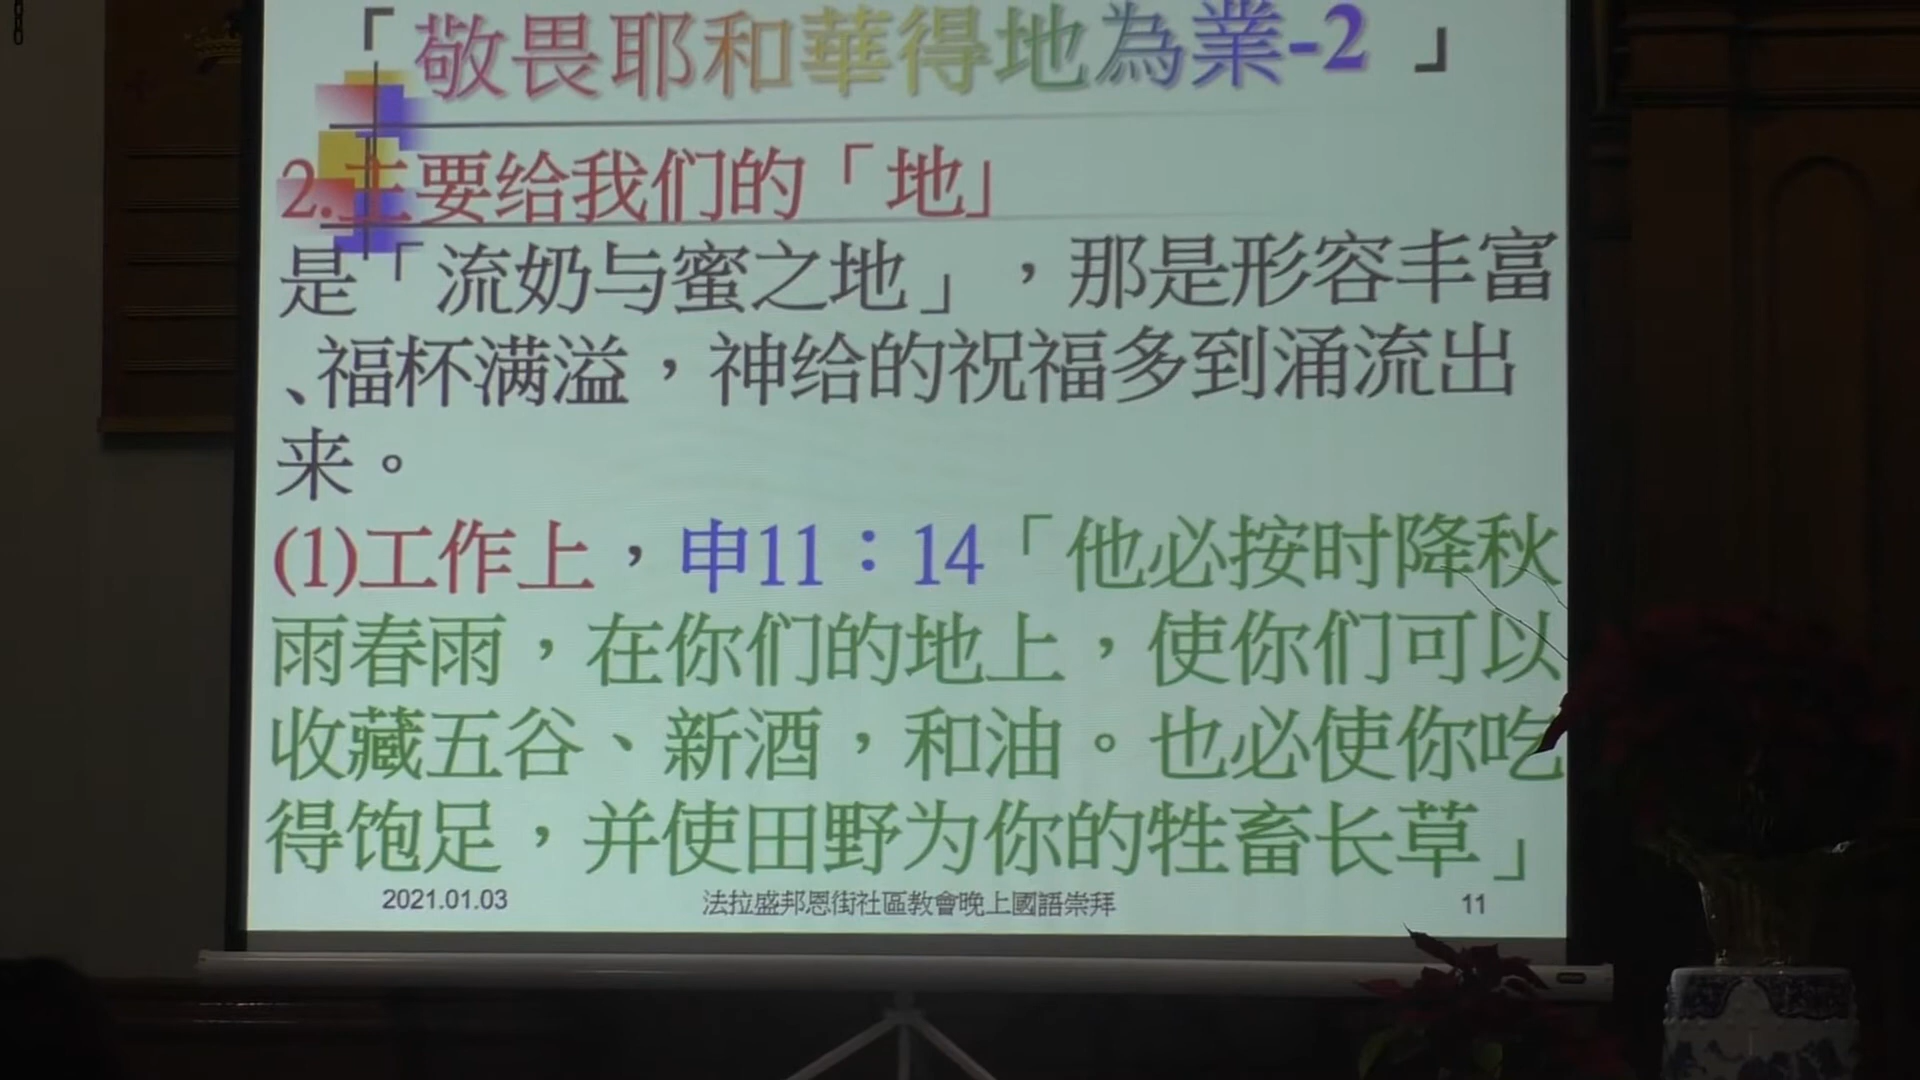 「敬畏耶和華得地為業-2 」
2.主要给我们的「地」
是「流奶与蜜之地」，那是形容丰富
、福杯满溢，神给的祝福多到涌流出
来。
(1)工作上，申11：14「他必按时降秋
雨春雨，在你们的地上，使你们可以
收藏五谷、新酒，和油。也必使你吃
得饱足，并使田野为你的牲畜长草」
2021.01.03 法拉盛邦恩街社區教會晚上國語崇拜 11